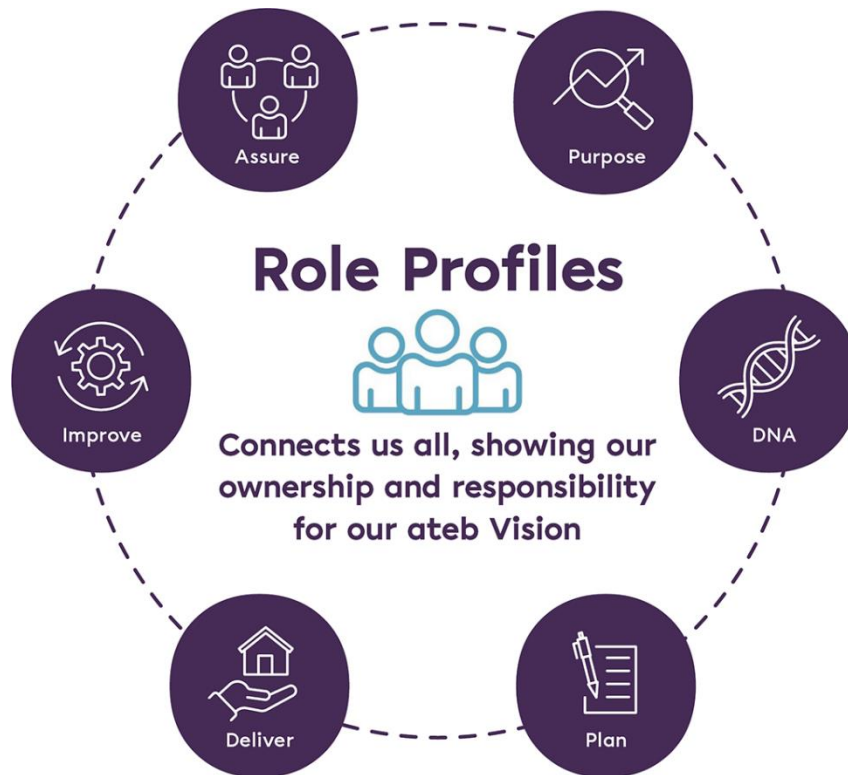 Assure
Purpose
Role Profiles
Improve
DNA
Connects us all, showing our
ownership and responsibility
for our ateb Vision
Deliver
Plan